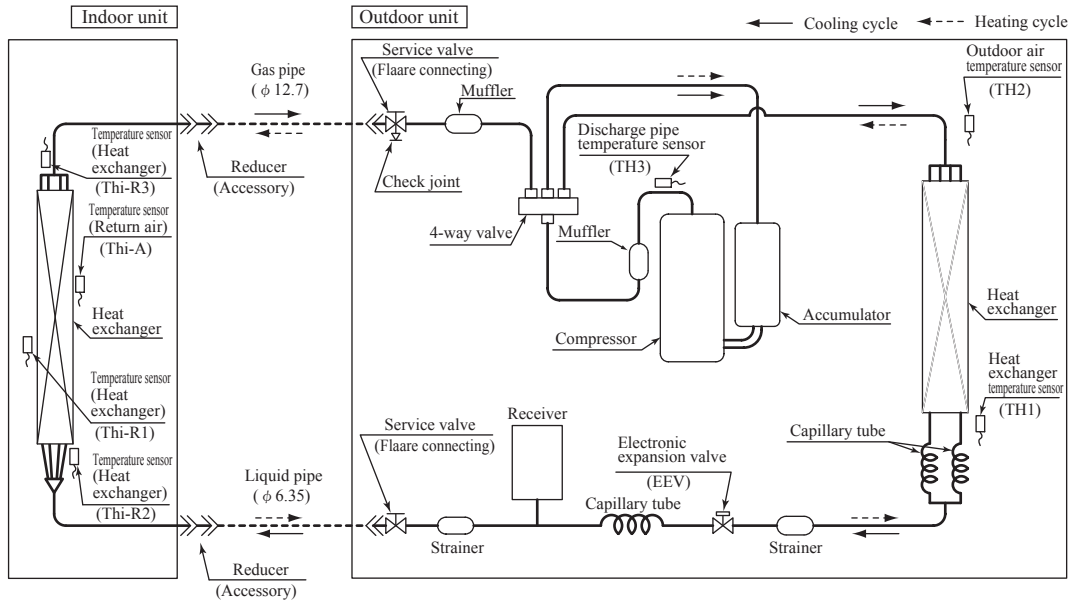 Indoor unit
Outdoor unit
Cooling cycle
Heating cycle
Gas pipe
( φ 12.7)
Service valve
(Flaare connecting)
Muffler
Outdoor air
temperature sensor
(TH2)
Temperature sensor
(Heat
exchanger)
(Thi-R3)
Reducer
(Accessory)
Check joint
Discharge pipe
temperature sensor
(TH3)
Temperature sensor
(Return air)
(Thi-A)
4-way valve
Muffler
Heat
exchanger
Compressor
Accumulator
Heat
exchanger
Temperature sensor
(Heat
exchanger)
(Thi-R1)
Heat
exchanger
temperature sensor
(TH1)
Service valve
(Flaare connecting)
Receiver
Electronic
expansion valve
(EEV)
Capillary tube
Temperature sensor
(Heat
exchanger)
(Thi-R2)
Liquid pipe
( φ 6.35)
Capillary tube
Strainer
Strainer
Reducer
(Accessory)